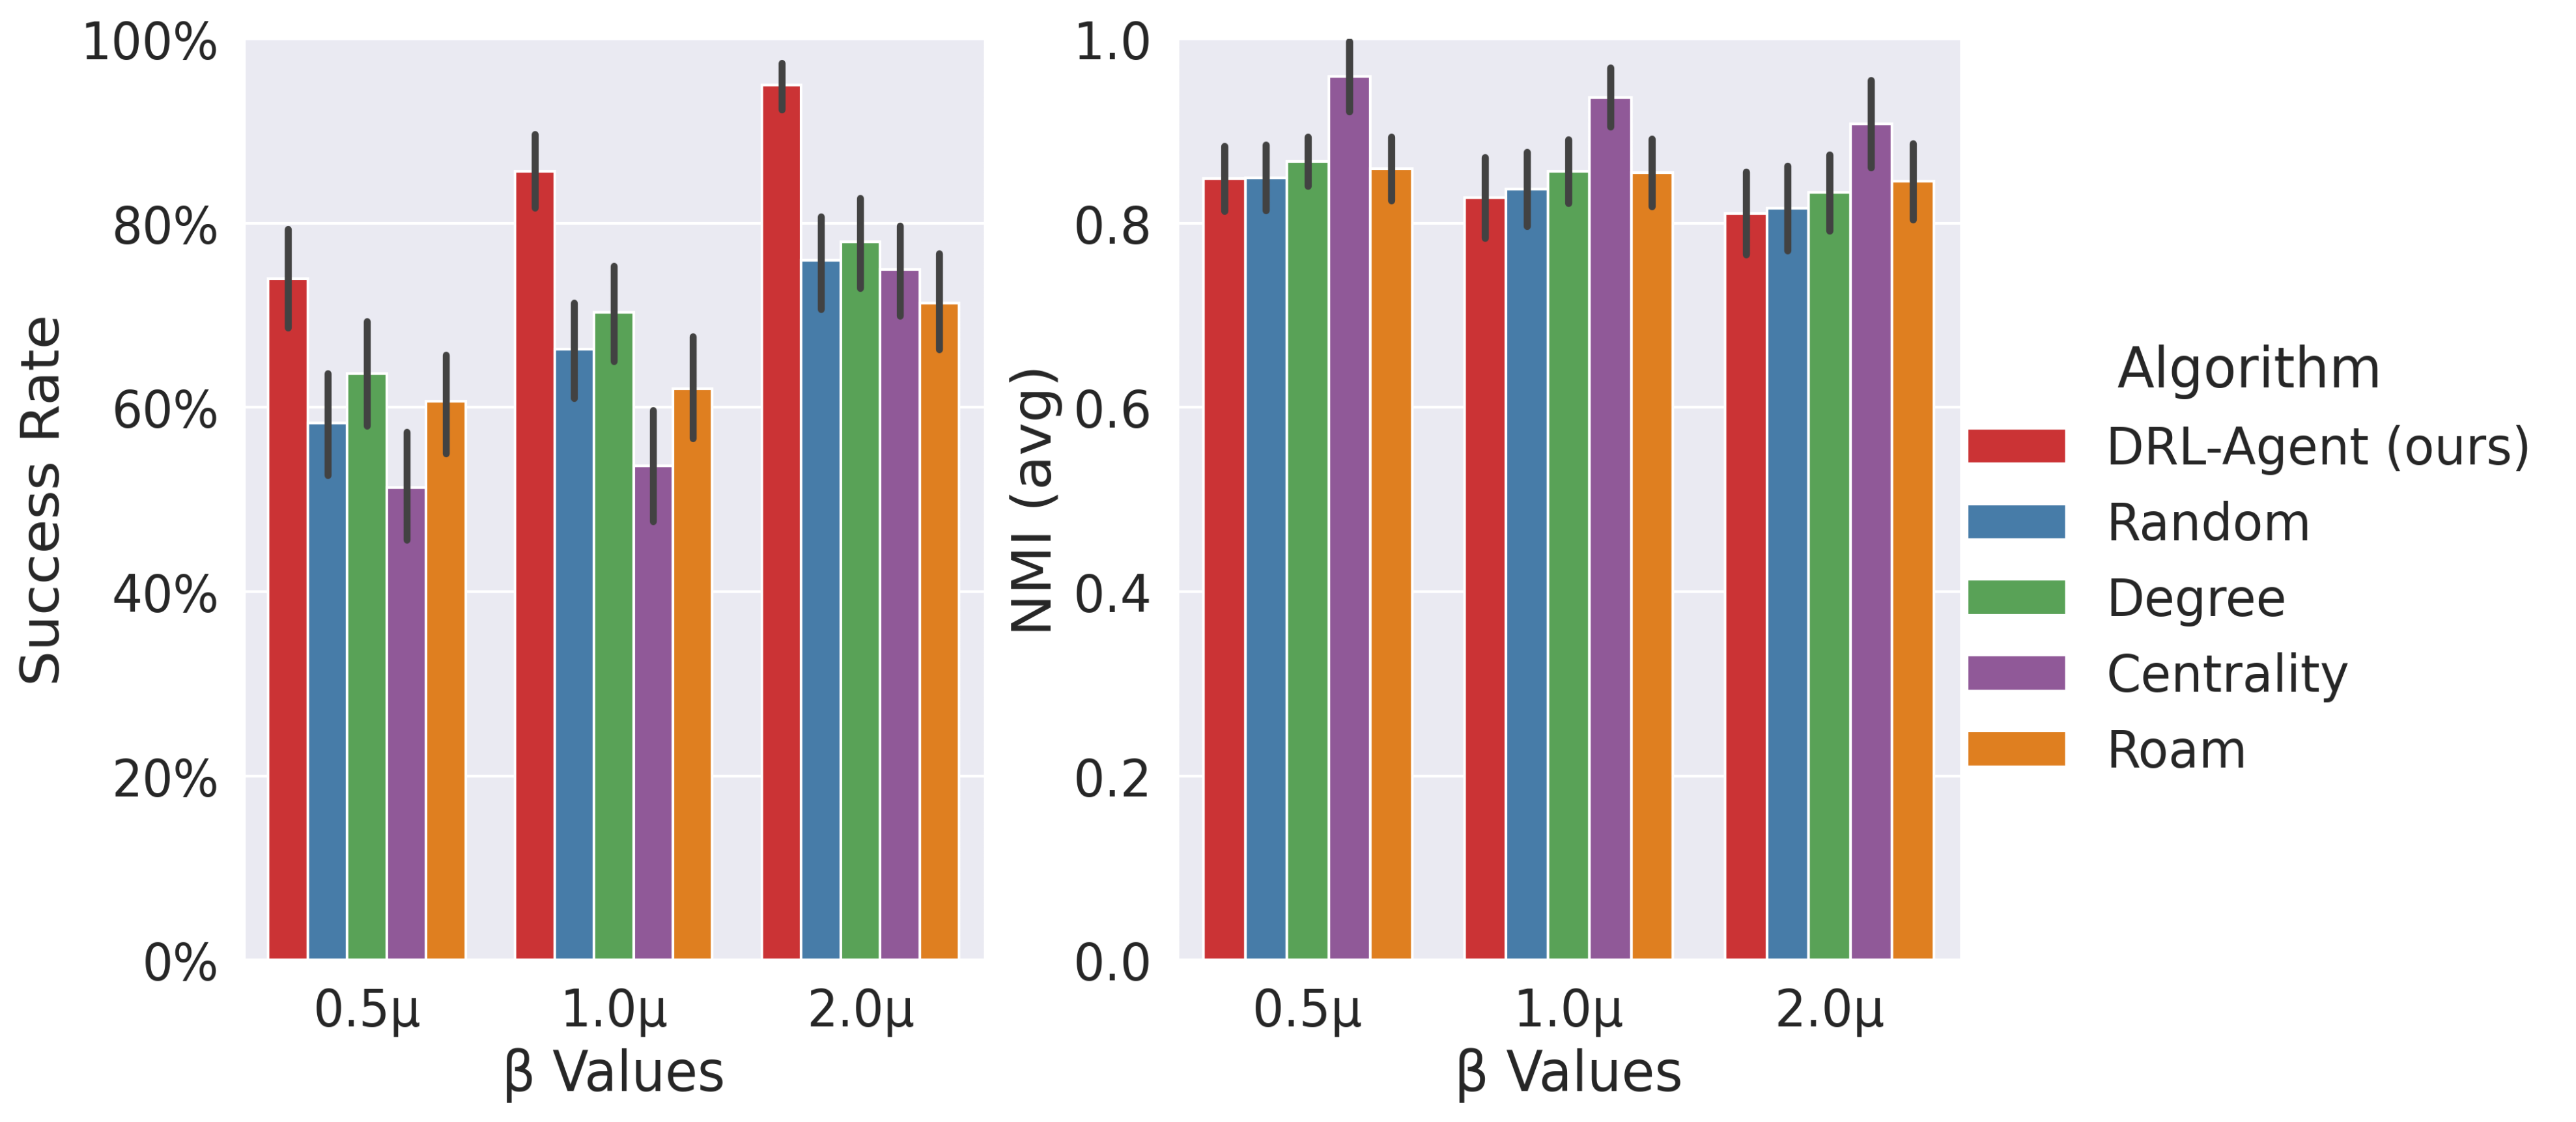 100%
80%
60%
40%
20%
0%
Success Rate
0.5μ 1.0μ 2.0μ
β Values
1.0
0.8
0.6
0.4
0.2
0.0
NMI (avg)
0.5μ 1.0μ 2.0μ
β Values
Algorithm
DRL-Agent (ours)
Random
Degree
Centrality
Roam